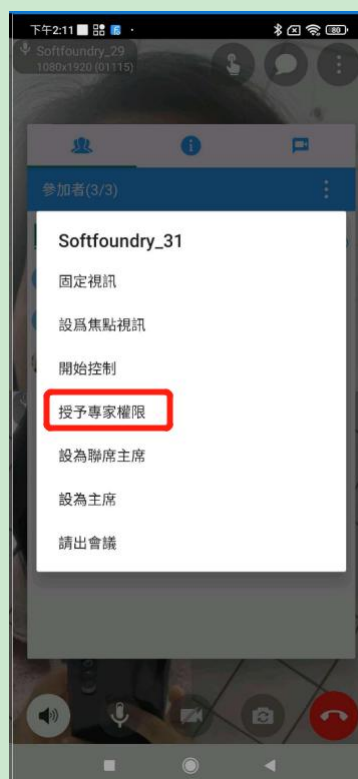 下午2:11
80
Softfoundry_29
1080x1920 (01115)
參加者(3/3)
Softfoundry_31
固定視訊
設爲焦點視訊
開始控制
授予專家權限
設為聯席主席
設為主席
請出會議